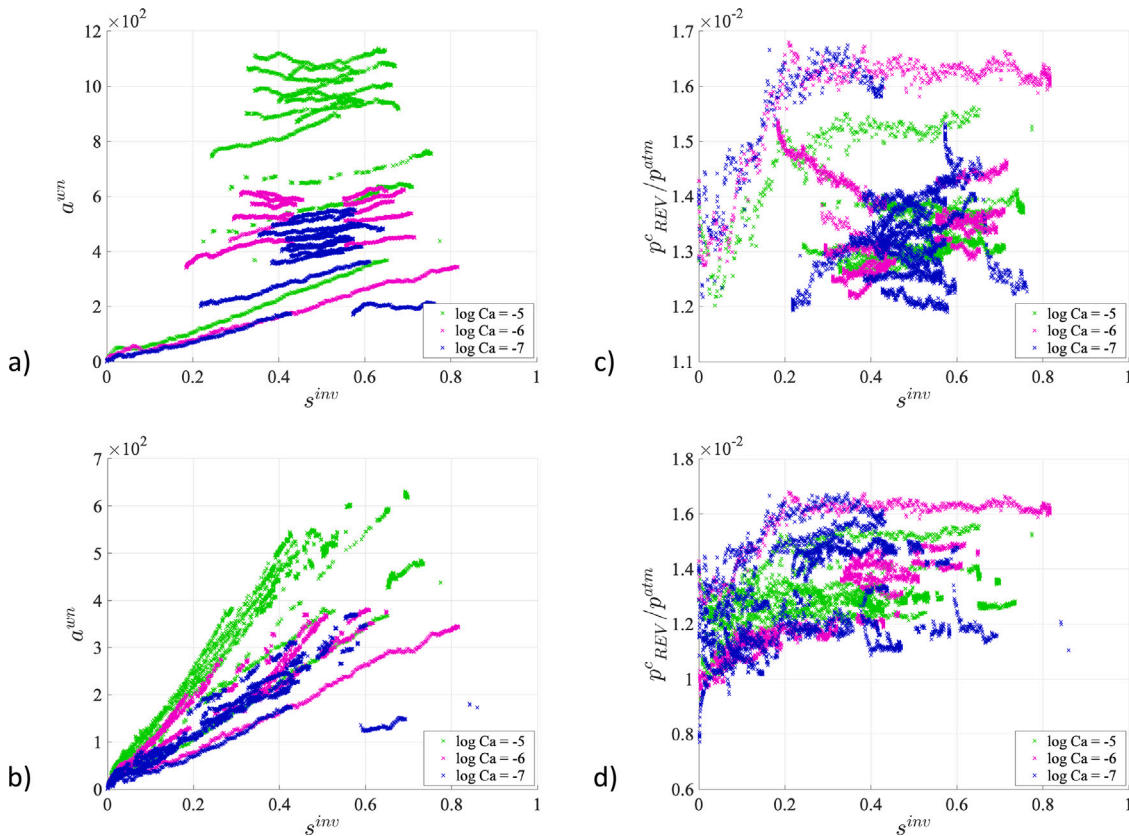 ×10²
12
10
8
6
4
2
0
a^{wn}
0 0.2 0.4 0.6 0.8 1
s^{inv}
log Ca = -5
log Ca = -6
log Ca = -7
a)
×10⁻²
1.7
1.6
1.5
1.4
1.3
1.2
1.1
p^c_{REV}/p^{atm}
0 0.2 0.4 0.6 0.8 1
s^{inv}
log Ca = -5
log Ca = -6
log Ca = -7
c)
×10²
7
6
5
4
3
2
1
0
a^{wn}
0 0.2 0.4 0.6 0.8 1
s^{inv}
log Ca = -5
log Ca = -6
log Ca = -7
b)
×10⁻²
1.8
1.6
1.4
1.2
1
0.8
0.6
p^c_{REV}/p^{atm}
0 0.2 0.4 0.6 0.8 1
s^{inv}
log Ca = -5
log Ca = -6
log Ca = -7
d)